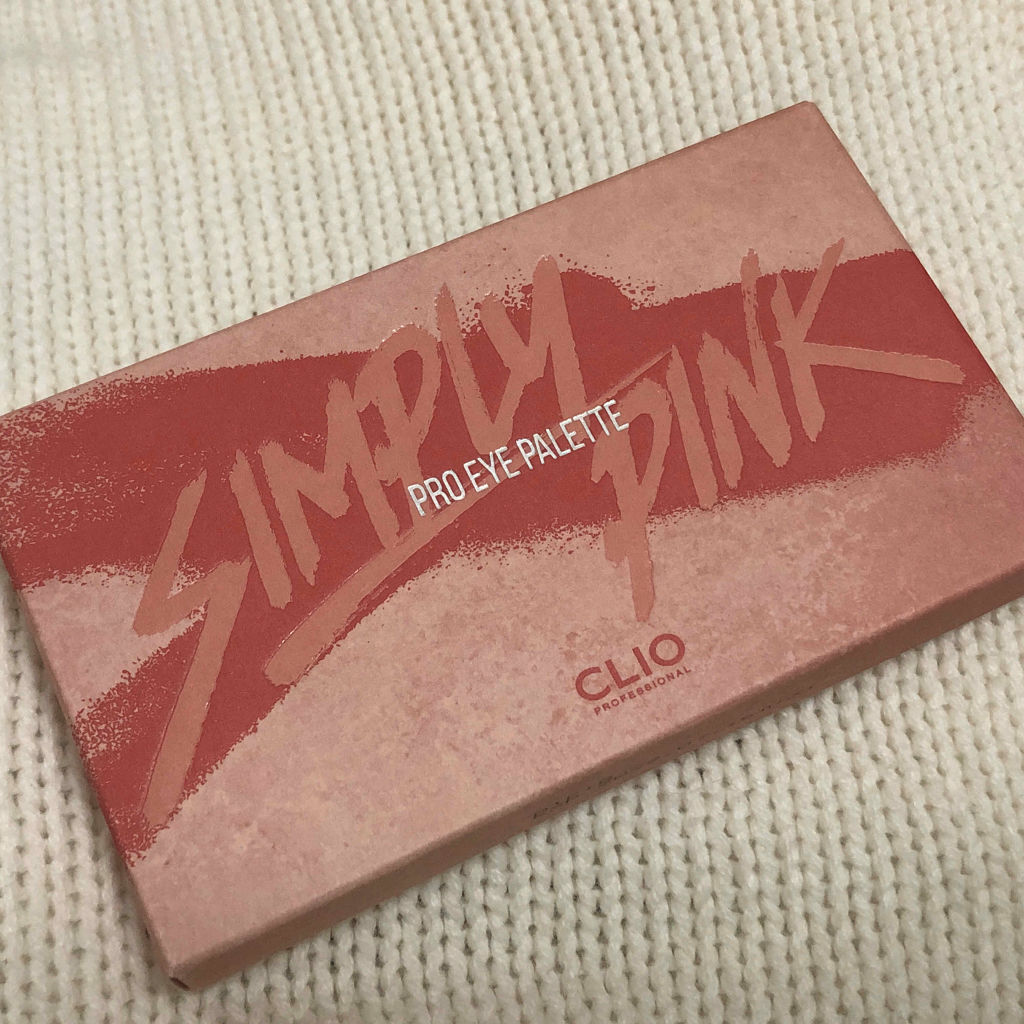 SIMPLY
PINK
PRO EYE PALETTE
CLIO
PROFESSIONAL